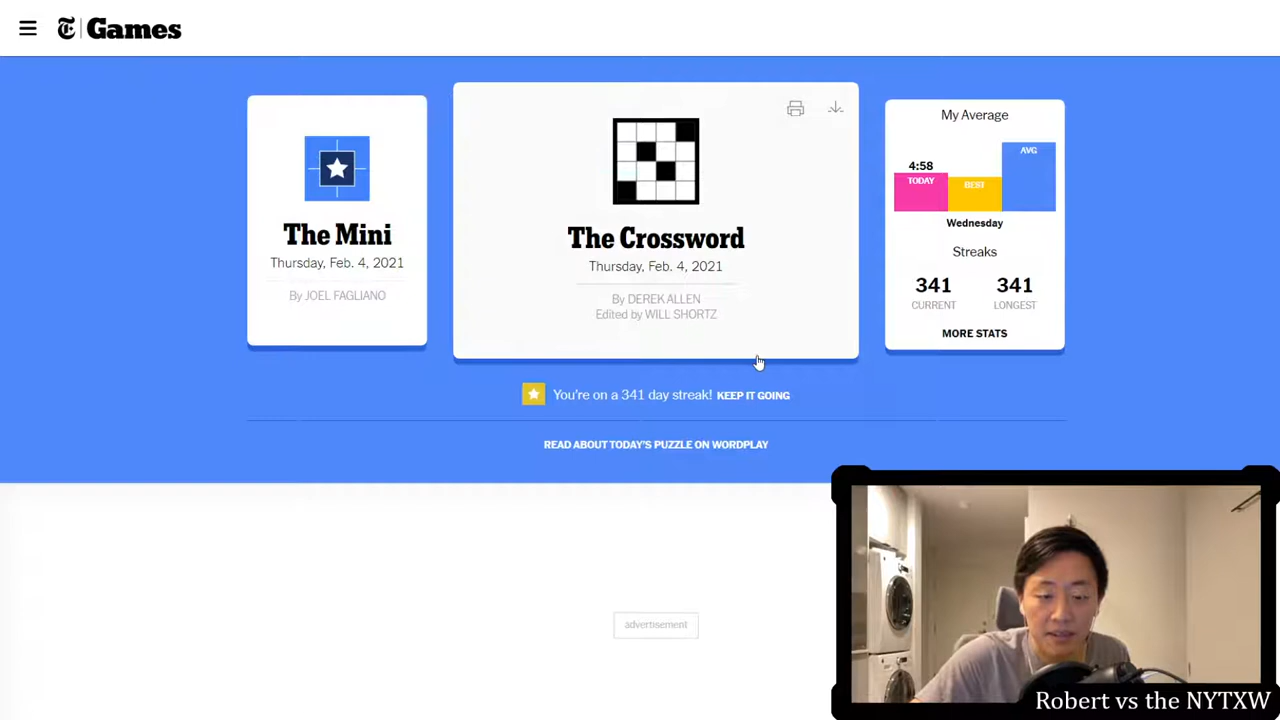 T Games
The Mini
Thursday, Feb. 4, 2021
By JOEL FAGLIANO
The Crossword
Thursday, Feb. 4, 2021
By DEREK ALLEN
Edited by WILL SHORTZ
My Average
4:58
TODAY
BEST
AVG
Wednesday
Streaks
341
CURRENT
341
LONGEST
MORE STATS
You're on a 341 day streak! KEEP IT GOING
READ ABOUT TODAY'S PUZZLE ON WORDPLAY
advertisement
Robert vs the NYTXW